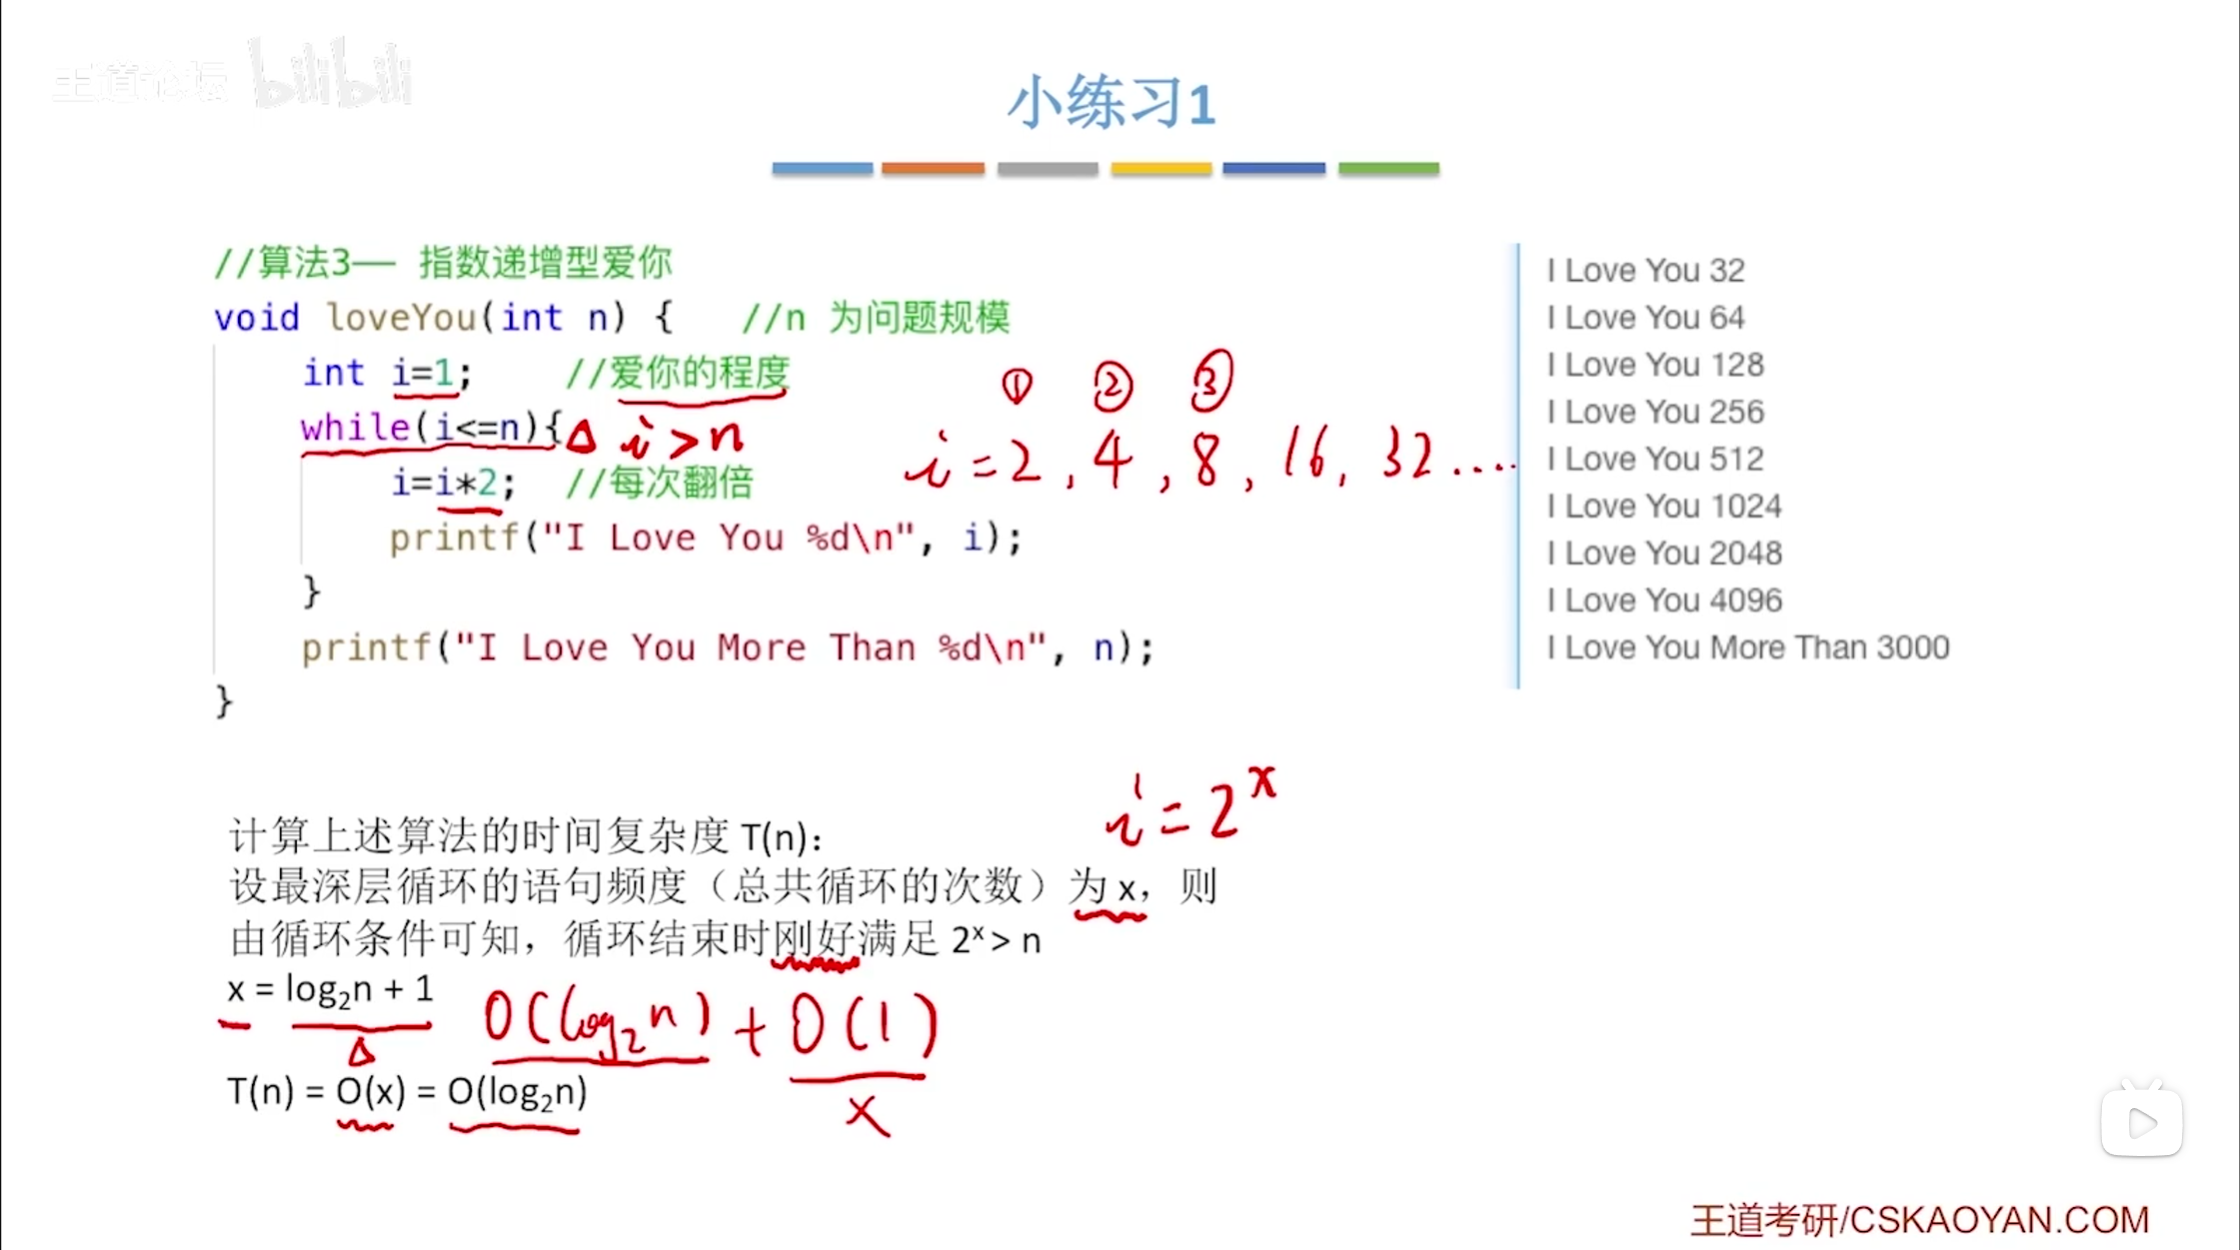 王道论坛 bilibili
小练习1
//算法3—— 指数递增型爱你
void loveYou(int n) {    //n 为问题规模
int i=1;    //爱你的程度
while(i<=n){ Δ i>n
i=i*2;  //每次翻倍
printf("I Love You %d\n", i);
}
printf("I Love You More Than %d\n", n);
}
① ② ③
i=2, 4, 8, 16, 32....
I Love You 32
I Love You 64
I Love You 128
I Love You 256
I Love You 512
I Love You 1024
I Love You 2048
I Love You 4096
I Love You More Than 3000
i=2ˣ
计算上述算法的时间复杂度 T(n)：
设最深层循环的语句频度（总共循环的次数）为 x，则
由循环条件可知，循环结束时刚好满足 2ˣ> n
x = log₂n + 1
Δ
O(log₂n) + O(1)
x
T(n) = O(x) = O(log₂n)
王道考研/CSKAOYAN.COM